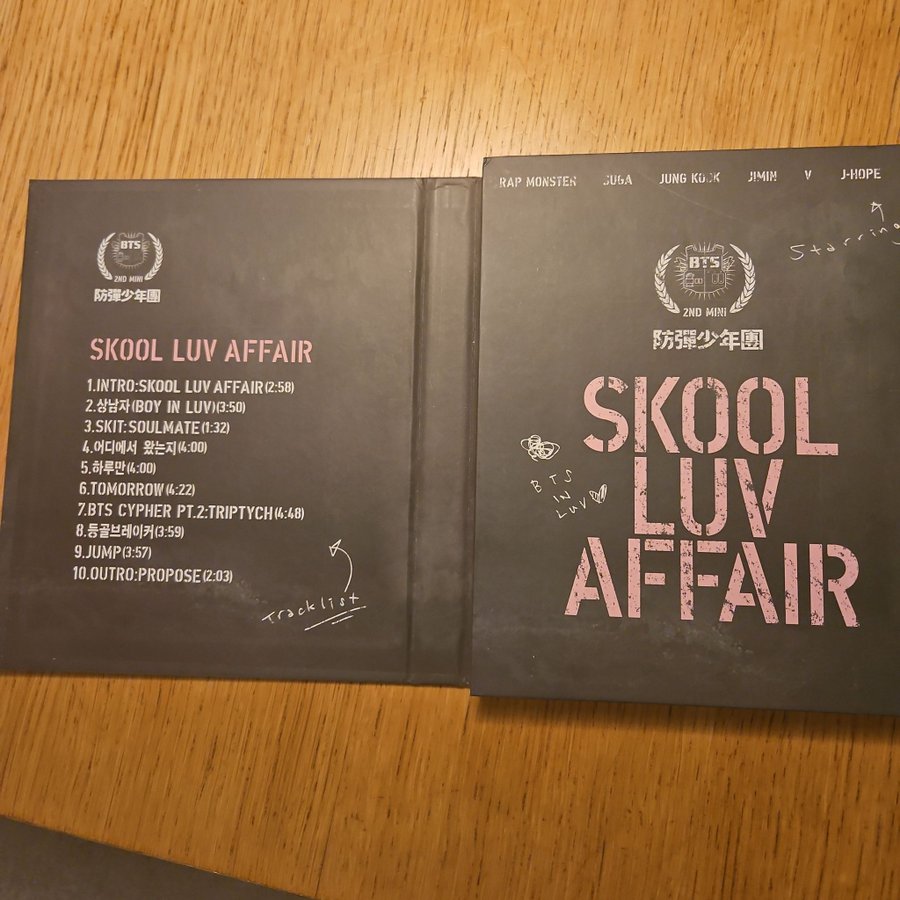 BTS
2ND MINI
防彈少年團
SKOOL LUV AFFAIR
1.INTRO:SKOOL LUV AFFAIR(2:58)
2.상남자(BOY IN LUV)(3:50)
3.SKIT:SOULMATE(1:32)
4.어디에서 왔는지(4:00)
5.하루만(4:00)
6.TOMORROW(4:22)
7.BTS CYPHER PT.2:TRIPTYCH(4:48)
8.등골브레이커(3:59)
9.JUMP(3:57)
10.OUTRO:PROPOSE(2:03)
Tracklist
RAP MONSTER SUGA JUNG KOOK JIMIN V J-HOPE
Starring
BTS
2ND MINI
防彈少年團
SKOOL
LUV
AFFAIR
BTS
IN
LUV